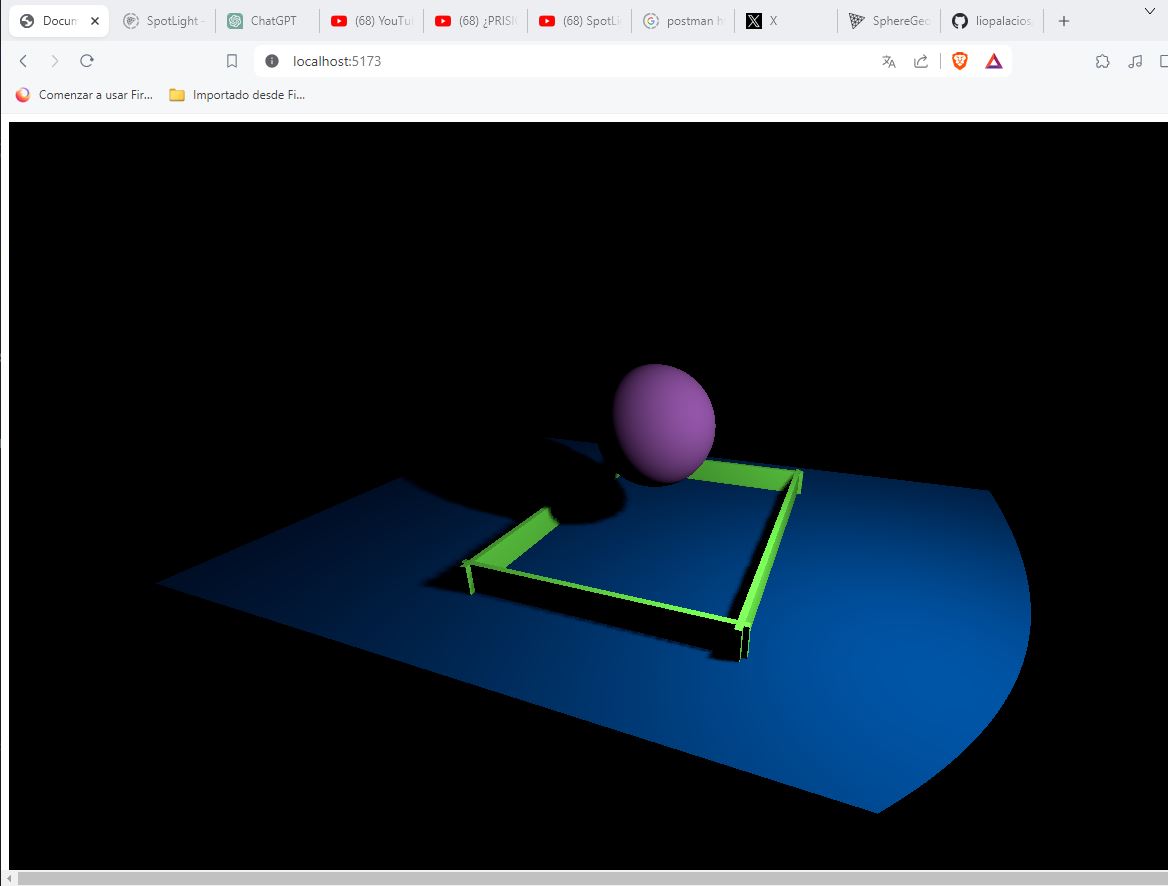 Docum
SpotLight -
ChatGPT
(68) YouTu
(68) ¿PRISI
(68) SpotLi
postman h
X
SphereGeo
liopalacios
localhost:5173
Comenzar a usar Fir...
Importado desde Fi...